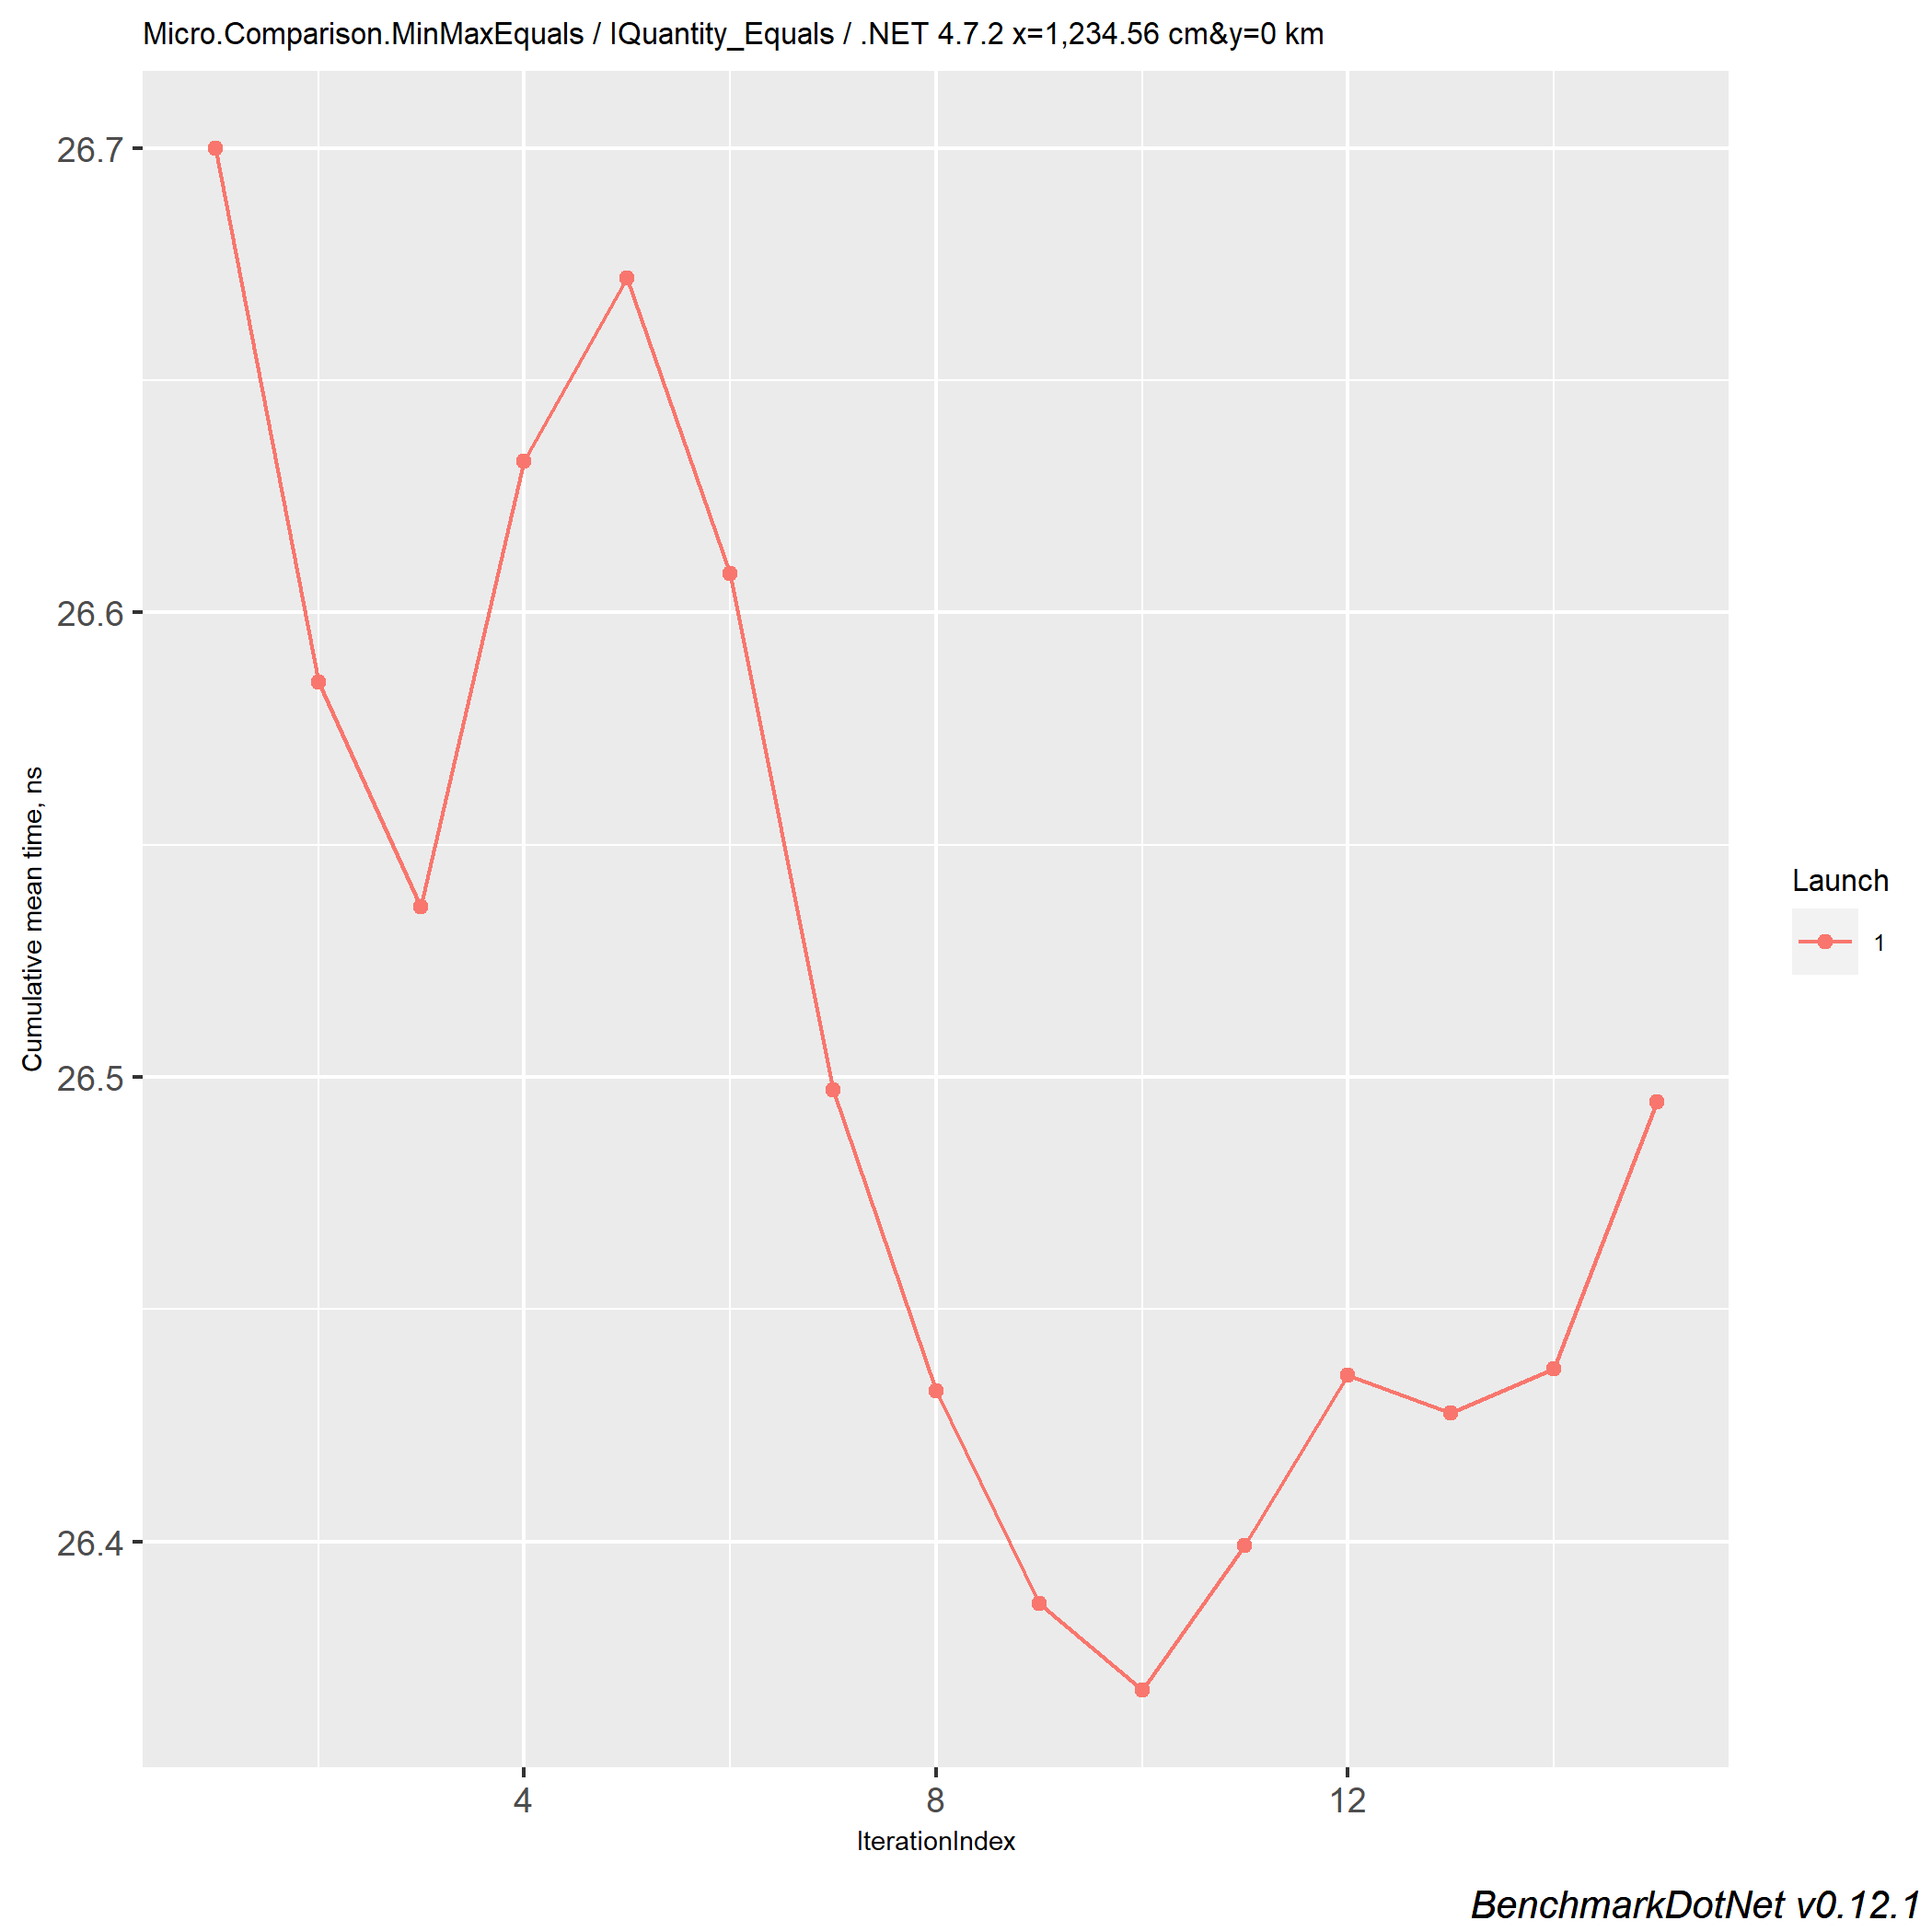 Micro.Comparison.MinMaxEquals / IQuantity_Equals / .NET 4.7.2 x=1,234.56 cm&y=0 km
26.7
26.6
26.5
26.4
Cumulative mean time, ns
4 8 12
IterationIndex
Launch
1
BenchmarkDotNet v0.12.1